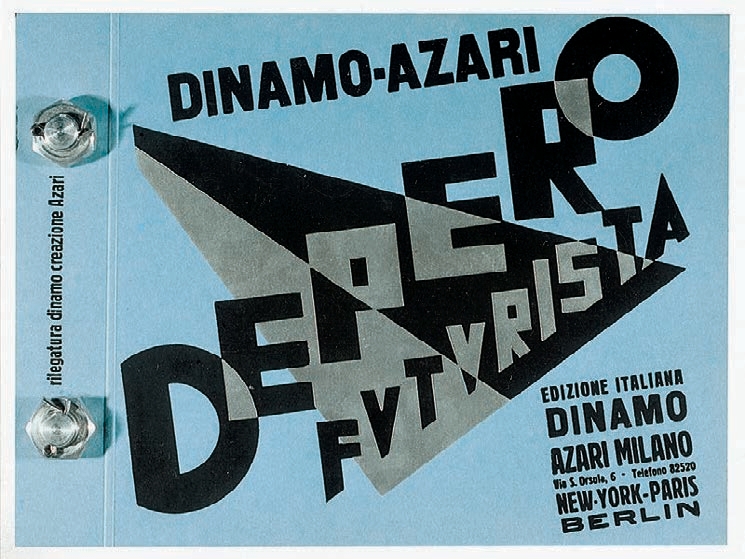 DINAMO-AZARI
DEPERO
FVTVRISTA
rilegatura dinamo creazione Azari
EDIZIONE ITALIANA
DINAMO
AZARI MILANO
Via S. Orsola, 6 - Telefono 82520
NEW-YORK-PARIS
BERLIN